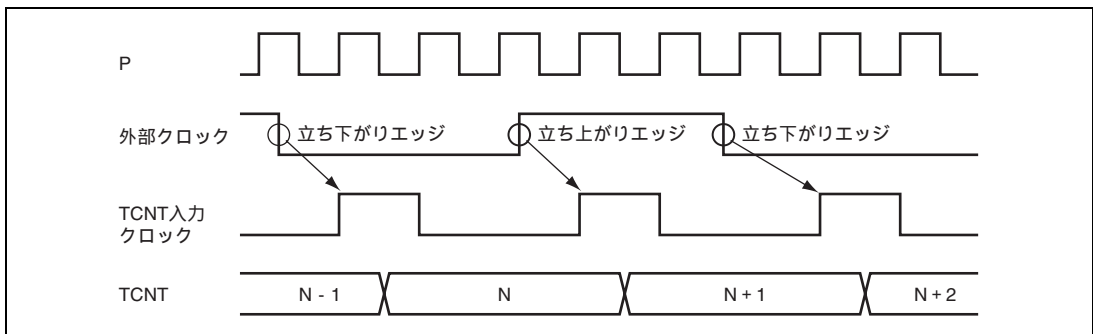 P
外部クロック
立ち下がりエッジ
立ち上がりエッジ
立ち下がりエッジ
TCNT入力
クロック
TCNT
N - 1
N
N + 1
N + 2